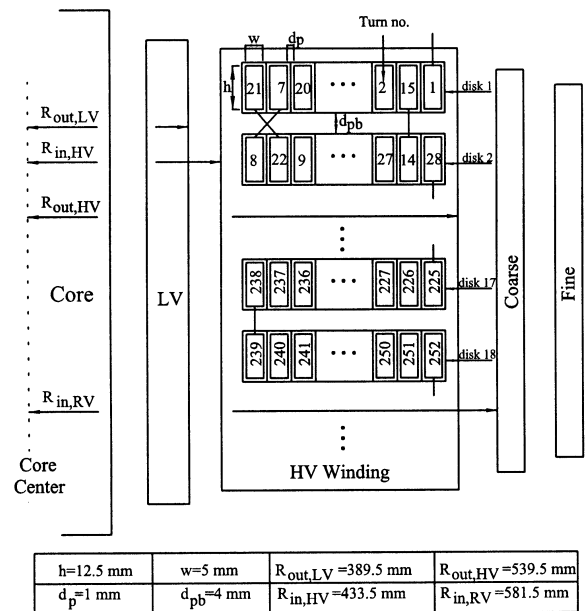 w d_p Turn no.
h 21 7 20 ... 2 15 1 disk 1
R_out,LV
d_pb
R_in,HV 8 22 9 ... 27 14 28 disk 2
R_out,HV
Core LV 238 237 236 ... 227 226 225 disk 17 Coarse Fine
239 240 241 ... 250 251 252 disk 18
R_in,RV
Core
Center
HV Winding
h=12.5 mm w=5 mm R_out,LV=389.5 mm R_out,HV=539.5 mm
d_p=1 mm d_pb=4 mm R_in,HV=433.5 mm R_in,RV=581.5 mm